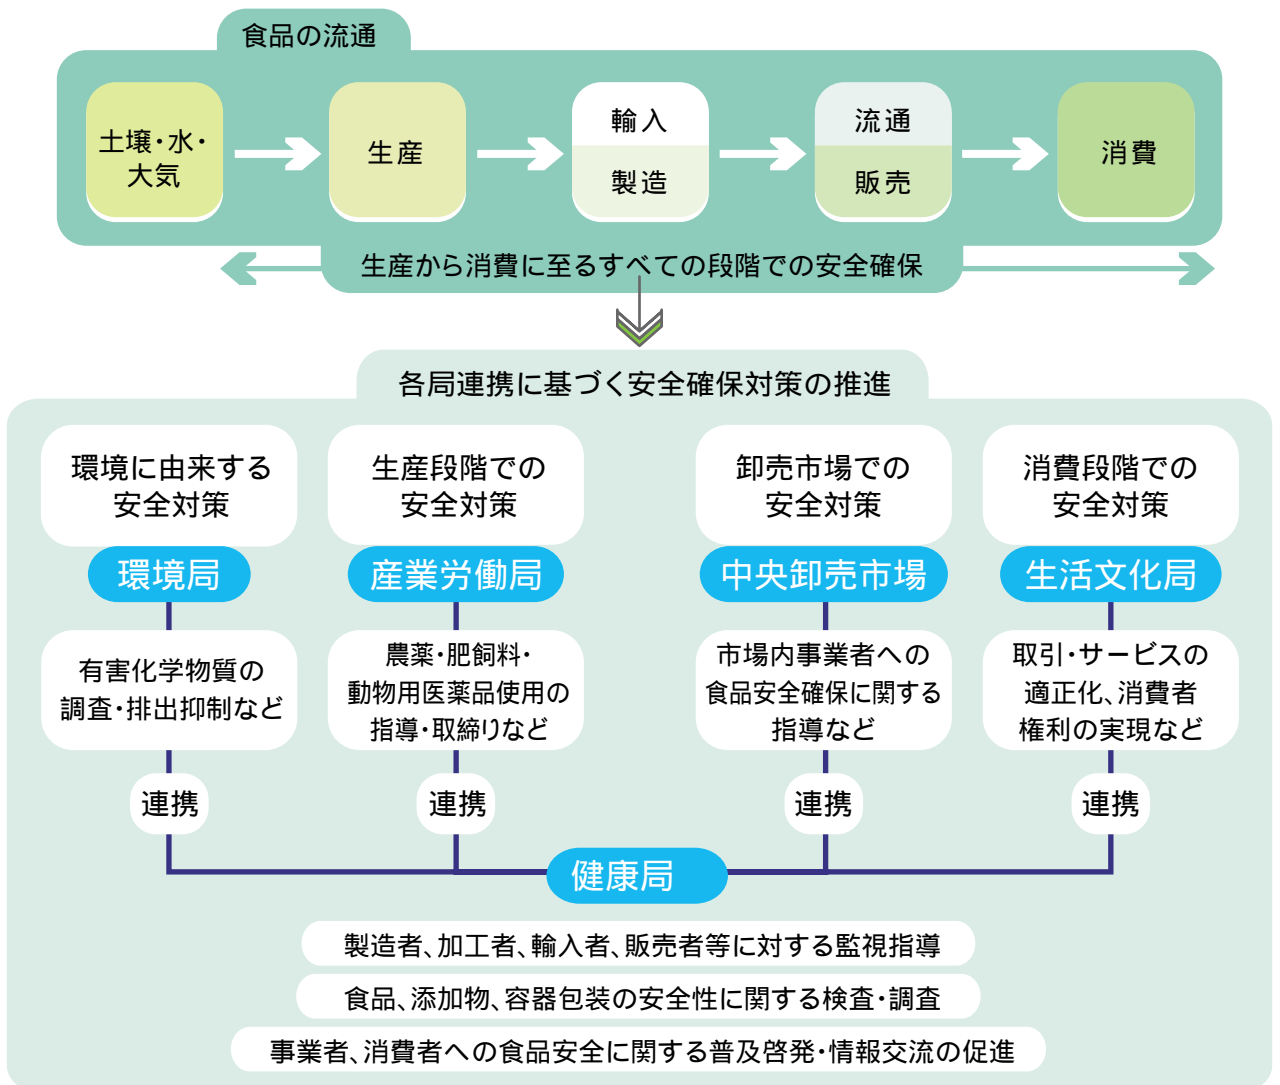 食品の流通
土壌・水・
大気
生産
輸入
製造
流通
販売
消費
生産から消費に至るすべての段階での安全確保
各局連携に基づく安全確保対策の推進
環境に由来する
安全対策
環境局
有害化学物質の
調査・排出抑制など
連携
生産段階での
安全対策
産業労働局
農薬・肥飼料・
動物用医薬品使用の
指導・取締りなど
連携
卸売市場での
安全対策
中央卸売市場
市場内事業者への
食品安全確保に関する
指導など
連携
消費段階での
安全対策
生活文化局
取引・サービスの
適正化、消費者
権利の実現など
連携
健康局
製造者、加工者、輸入者、販売者等に対する監視指導
食品、添加物、容器包装の安全性に関する検査・調査
事業者、消費者への食品安全に関する普及啓発・情報交流の促進